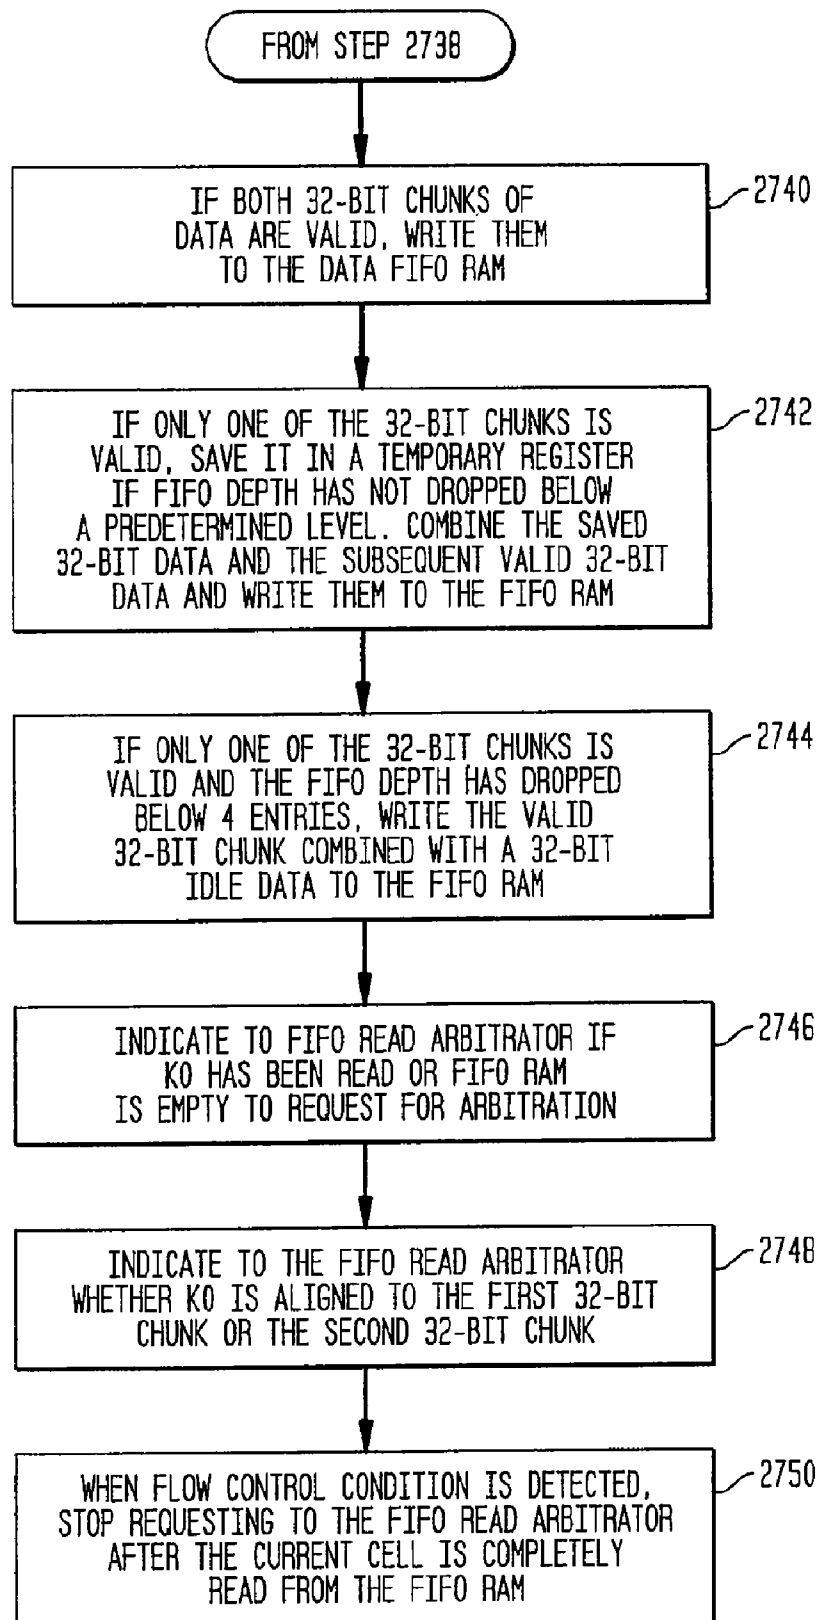 FROM STEP 2738
IF BOTH 32-BIT CHUNKS OF
DATA ARE VALID, WRITE THEM
TO THE DATA FIFO RAM
2740
IF ONLY ONE OF THE 32-BIT CHUNKS IS
VALID, SAVE IT IN A TEMPORARY REGISTER
IF FIFO DEPTH HAS NOT DROPPED BELOW
A PREDETERMINED LEVEL. COMBINE THE SAVED
32-BIT DATA AND THE SUBSEQUENT VALID 32-BIT
DATA AND WRITE THEM TO THE FIFO RAM
2742
IF ONLY ONE OF THE 32-BIT CHUNKS IS
VALID AND THE FIFO DEPTH HAS DROPPED
BELOW 4 ENTRIES, WRITE THE VALID
32-BIT CHUNK COMBINED WITH A 32-BIT
IDLE DATA TO THE FIFO RAM
2744
INDICATE TO FIFO READ ARBITRATOR IF
K0 HAS BEEN READ OR FIFO RAM
IS EMPTY TO REQUEST FOR ARBITRATION
2746
INDICATE TO THE FIFO READ ARBITRATOR
WHETHER K0 IS ALIGNED TO THE FIRST 32-BIT
CHUNK OR THE SECOND 32-BIT CHUNK
2748
WHEN FLOW CONTROL CONDITION IS DETECTED,
STOP REQUESTING TO THE FIFO READ ARBITRATOR
AFTER THE CURRENT CELL IS COMPLETELY
READ FROM THE FIFO RAM
2750